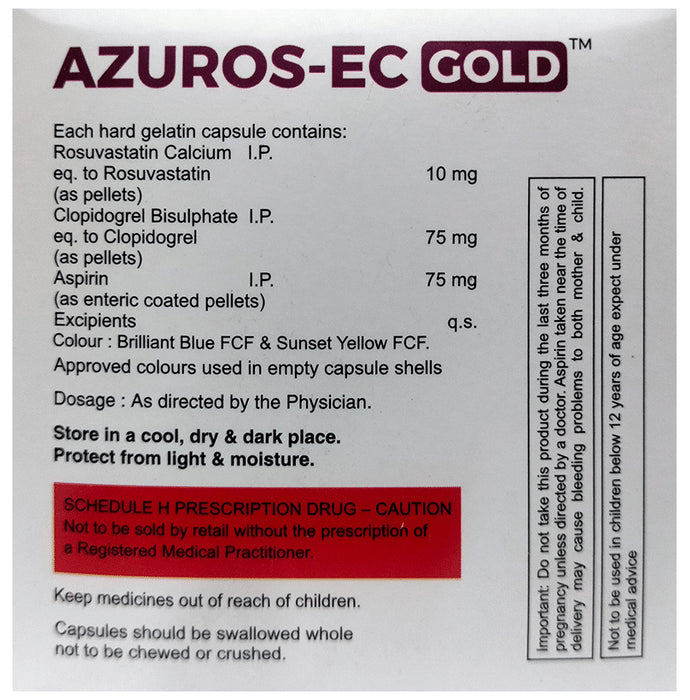 AZUROS-EC GOLD™
Each hard gelatin capsule contains:
Rosuvastatin Calcium I.P.
eq. to Rosuvastatin 10 mg
(as pellets)
Clopidogrel Bisulphate I.P.
eq. to Clopidogrel 75 mg
(as pellets)
Aspirin I.P. 75 mg
(as enteric coated pellets)
Excipients q.s.
Colour : Brilliant Blue FCF & Sunset Yellow FCF.
Approved colours used in empty capsule shells
Dosage : As directed by the Physician.
Store in a cool, dry & dark place.
Protect from light & moisture.
SCHEDULE H PRESCRIPTION DRUG – CAUTION
Not to be sold by retail without the prescription of
a Registered Medical Practitioner.
Keep medicines out of reach of children.
Capsules should be swallowed whole
not to be chewed or crushed.
Important: Do not take this product during the last three months of
pregnancy unless directed by a doctor. Aspirin taken near the time of
delivery may cause bleeding problems to both mother & child.
Not to be used in children below 12 years of age expect under
medical advice